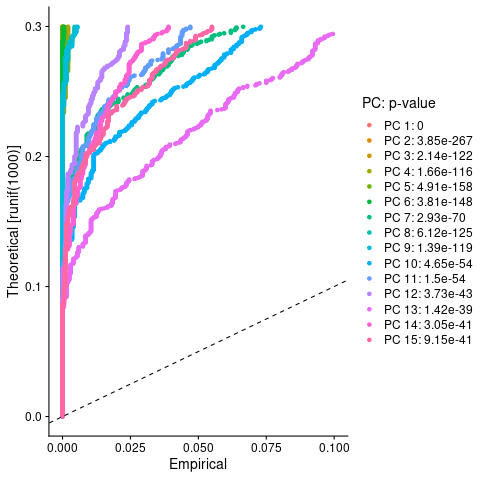 PC: p-value
PC 1: 0
PC 2: 3.85e-267
PC 3: 2.14e-122
PC 4: 1.66e-116
PC 5: 4.91e-158
PC 6: 3.81e-148
PC 7: 2.93e-70
PC 8: 6.12e-125
PC 9: 1.39e-119
PC 10: 4.65e-54
PC 11: 1.5e-54
PC 12: 3.73e-43
PC 13: 1.42e-39
PC 14: 3.05e-41
PC 15: 9.15e-41
Theoretical [runif(1000)]
0.3
0.2
0.1
0.0
0.000 0.025 0.050 0.075 0.100
Empirical